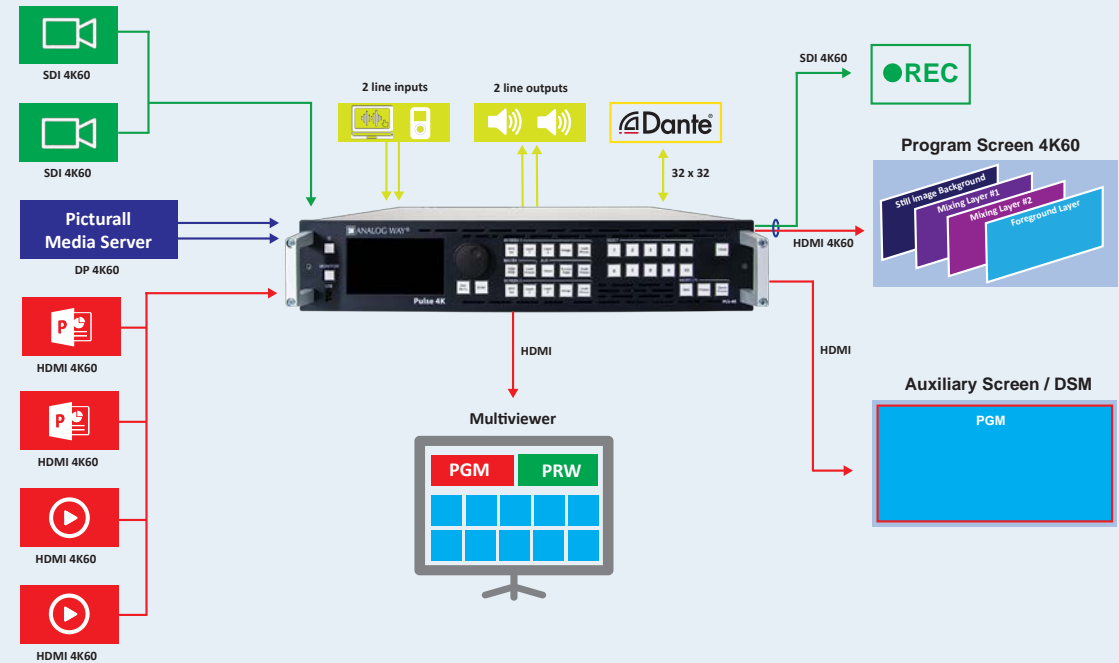 SDI 4K60
SDI 4K60
Picturall
Media Server
DP 4K60
P
HDMI 4K60
P
HDMI 4K60
HDMI 4K60
HDMI 4K60
2 line inputs
2 line outputs
Dante®
32 x 32
ANALOG WAY®
Pulse 4K
HDMI
Multiviewer
PGM
PRW
SDI 4K60
REC
Program Screen 4K60
Still image Background
Mixing Layer #1
Mixing Layer #2
Foreground Layer
HDMI 4K60
HDMI
Auxiliary Screen / DSM
PGM